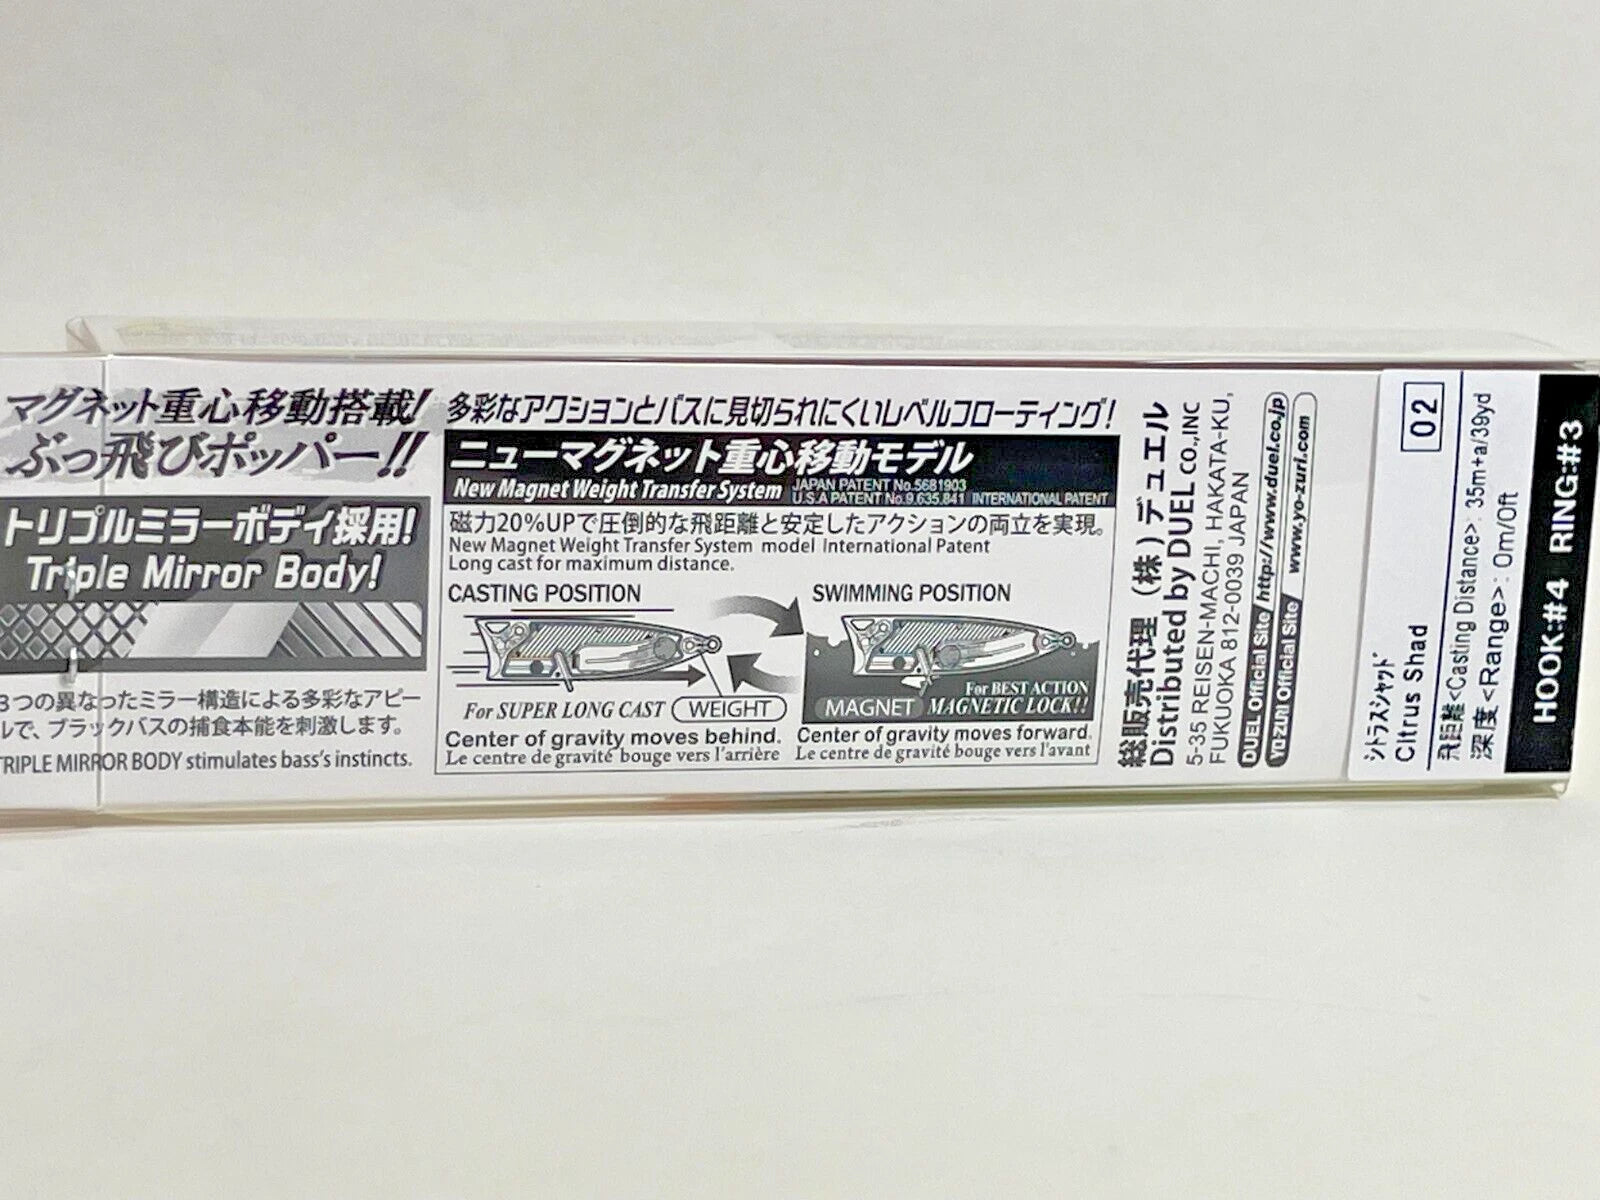 マグネット重心移動搭載!
ぶっ飛びポッパー!!
トリプルミラーボディ採用!
Triple Mirror Body!
3つの異なったミラー構造による多彩なアピー
ルで、ブラックバスの捕食本能を刺激します。
TRIPLE MIRROR BODY stimulates bass's instincts.
多彩なアクションとバスに見切られにくいレベルフローティング!
ニューマグネット重心移動モデル
New Magnet Weight Transfer System
JAPAN PATENT No.5681903
U.S.A PATENT No.9,635,841 INTERNATIONAL PATENT
磁力20%UPで圧倒的な飛距離と安定したアクションの両立を実現。
New Magnet Weight Transfer System model International Patent
Long cast for maximum distance.
CASTING POSITION
For SUPER LONG CAST
WEIGHT
Center of gravity moves behind.
Le centre de gravité bouge vers l'arrière
SWIMMING POSITION
For BEST ACTION
MAGNET MAGNETIC LOCK!!
Center of gravity moves forward.
Le centre de gravité bouge vers l'avant
総販売代理 (株)デュエル
Distributed by DUEL CO.,INC
5-35 REISEN-MACHI, HAKATA-KU,
FUKUOKA 812-0039 JAPAN
DUEL Official Site http://www.duel.co.jp
YO-ZURI Official Site www.yo-zuri.com
シトラスシャッド
Citrus Shad
02
飛距離<Casting Distance>: 35m+a/39yd
深度<Range>: 0m/0ft
HOOK:#4 RING:#3